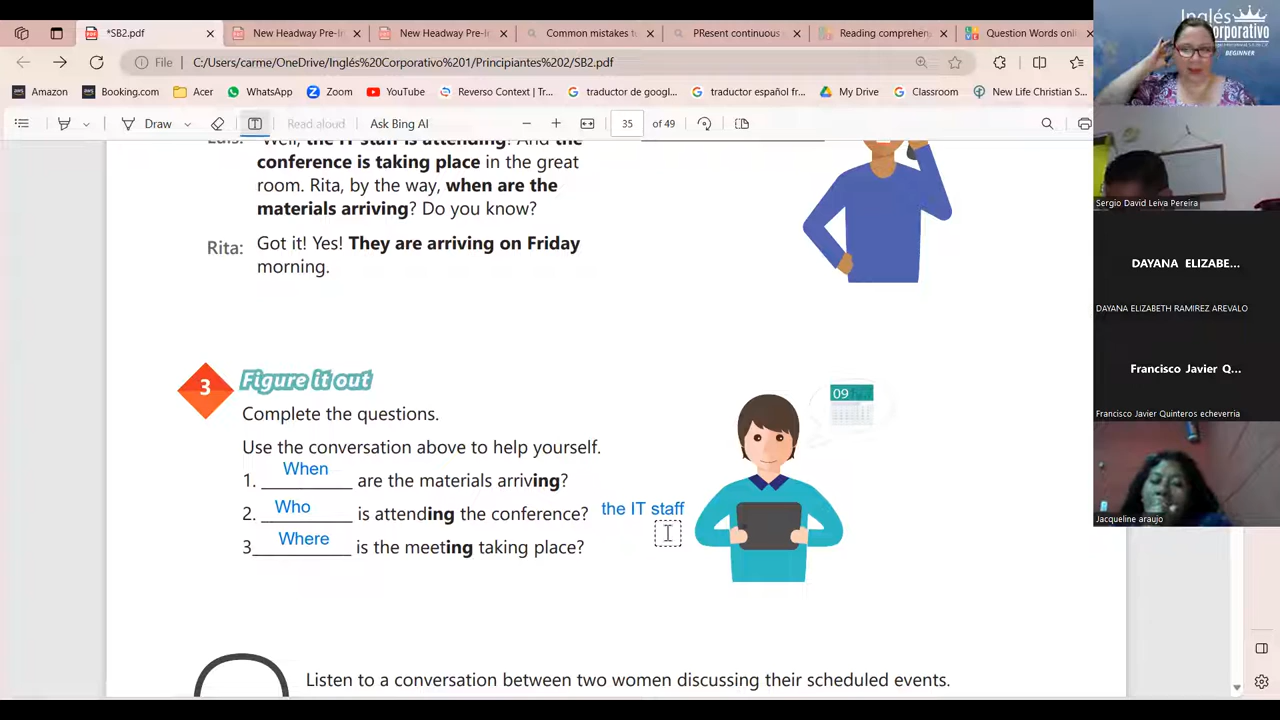 *SB2.pdf
New Headway Pre-In
New Headway Pre-In
Common mistakes to
PResent continuous
Reading comprehens
Question Words onli
File
C:/Users/carme/OneDrive/Inglés%20Corporativo%201/Principiante%202/SB2.pdf
Amazon
Booking.com
Acer
WhatsApp
Zoom
YouTube
Reverso Context | Tr...
traductor de googl...
traductor español fr...
My Drive
Classroom
New Life Christian S...
Draw
Read aloud
Ask Bing AI
35
of 49
Luis:
Well, the IT staff is attending! And the
conference is taking place in the great
room. Rita, by the way, when are the
materials arriving? Do you know?
Rita:
Got it! Yes! They are arriving on Friday
morning.
3
Figure it out
Complete the questions.
Use the conversation above to help yourself.
1. When are the materials arriving?
2. Who is attending the conference? the IT staff
3 Where is the meeting taking place?
09
Listen to a conversation between two women discussing their scheduled events.
Inglés
Corporativo
BEGINNER
Sergio David Leiva Pereira
DAYANA ELIZABE...
DAYANA ELIZABETH RAMIREZ AREVALO
Francisco Javier Q...
Francisco Javier Quinteros echeverria
Jacqueline araujo